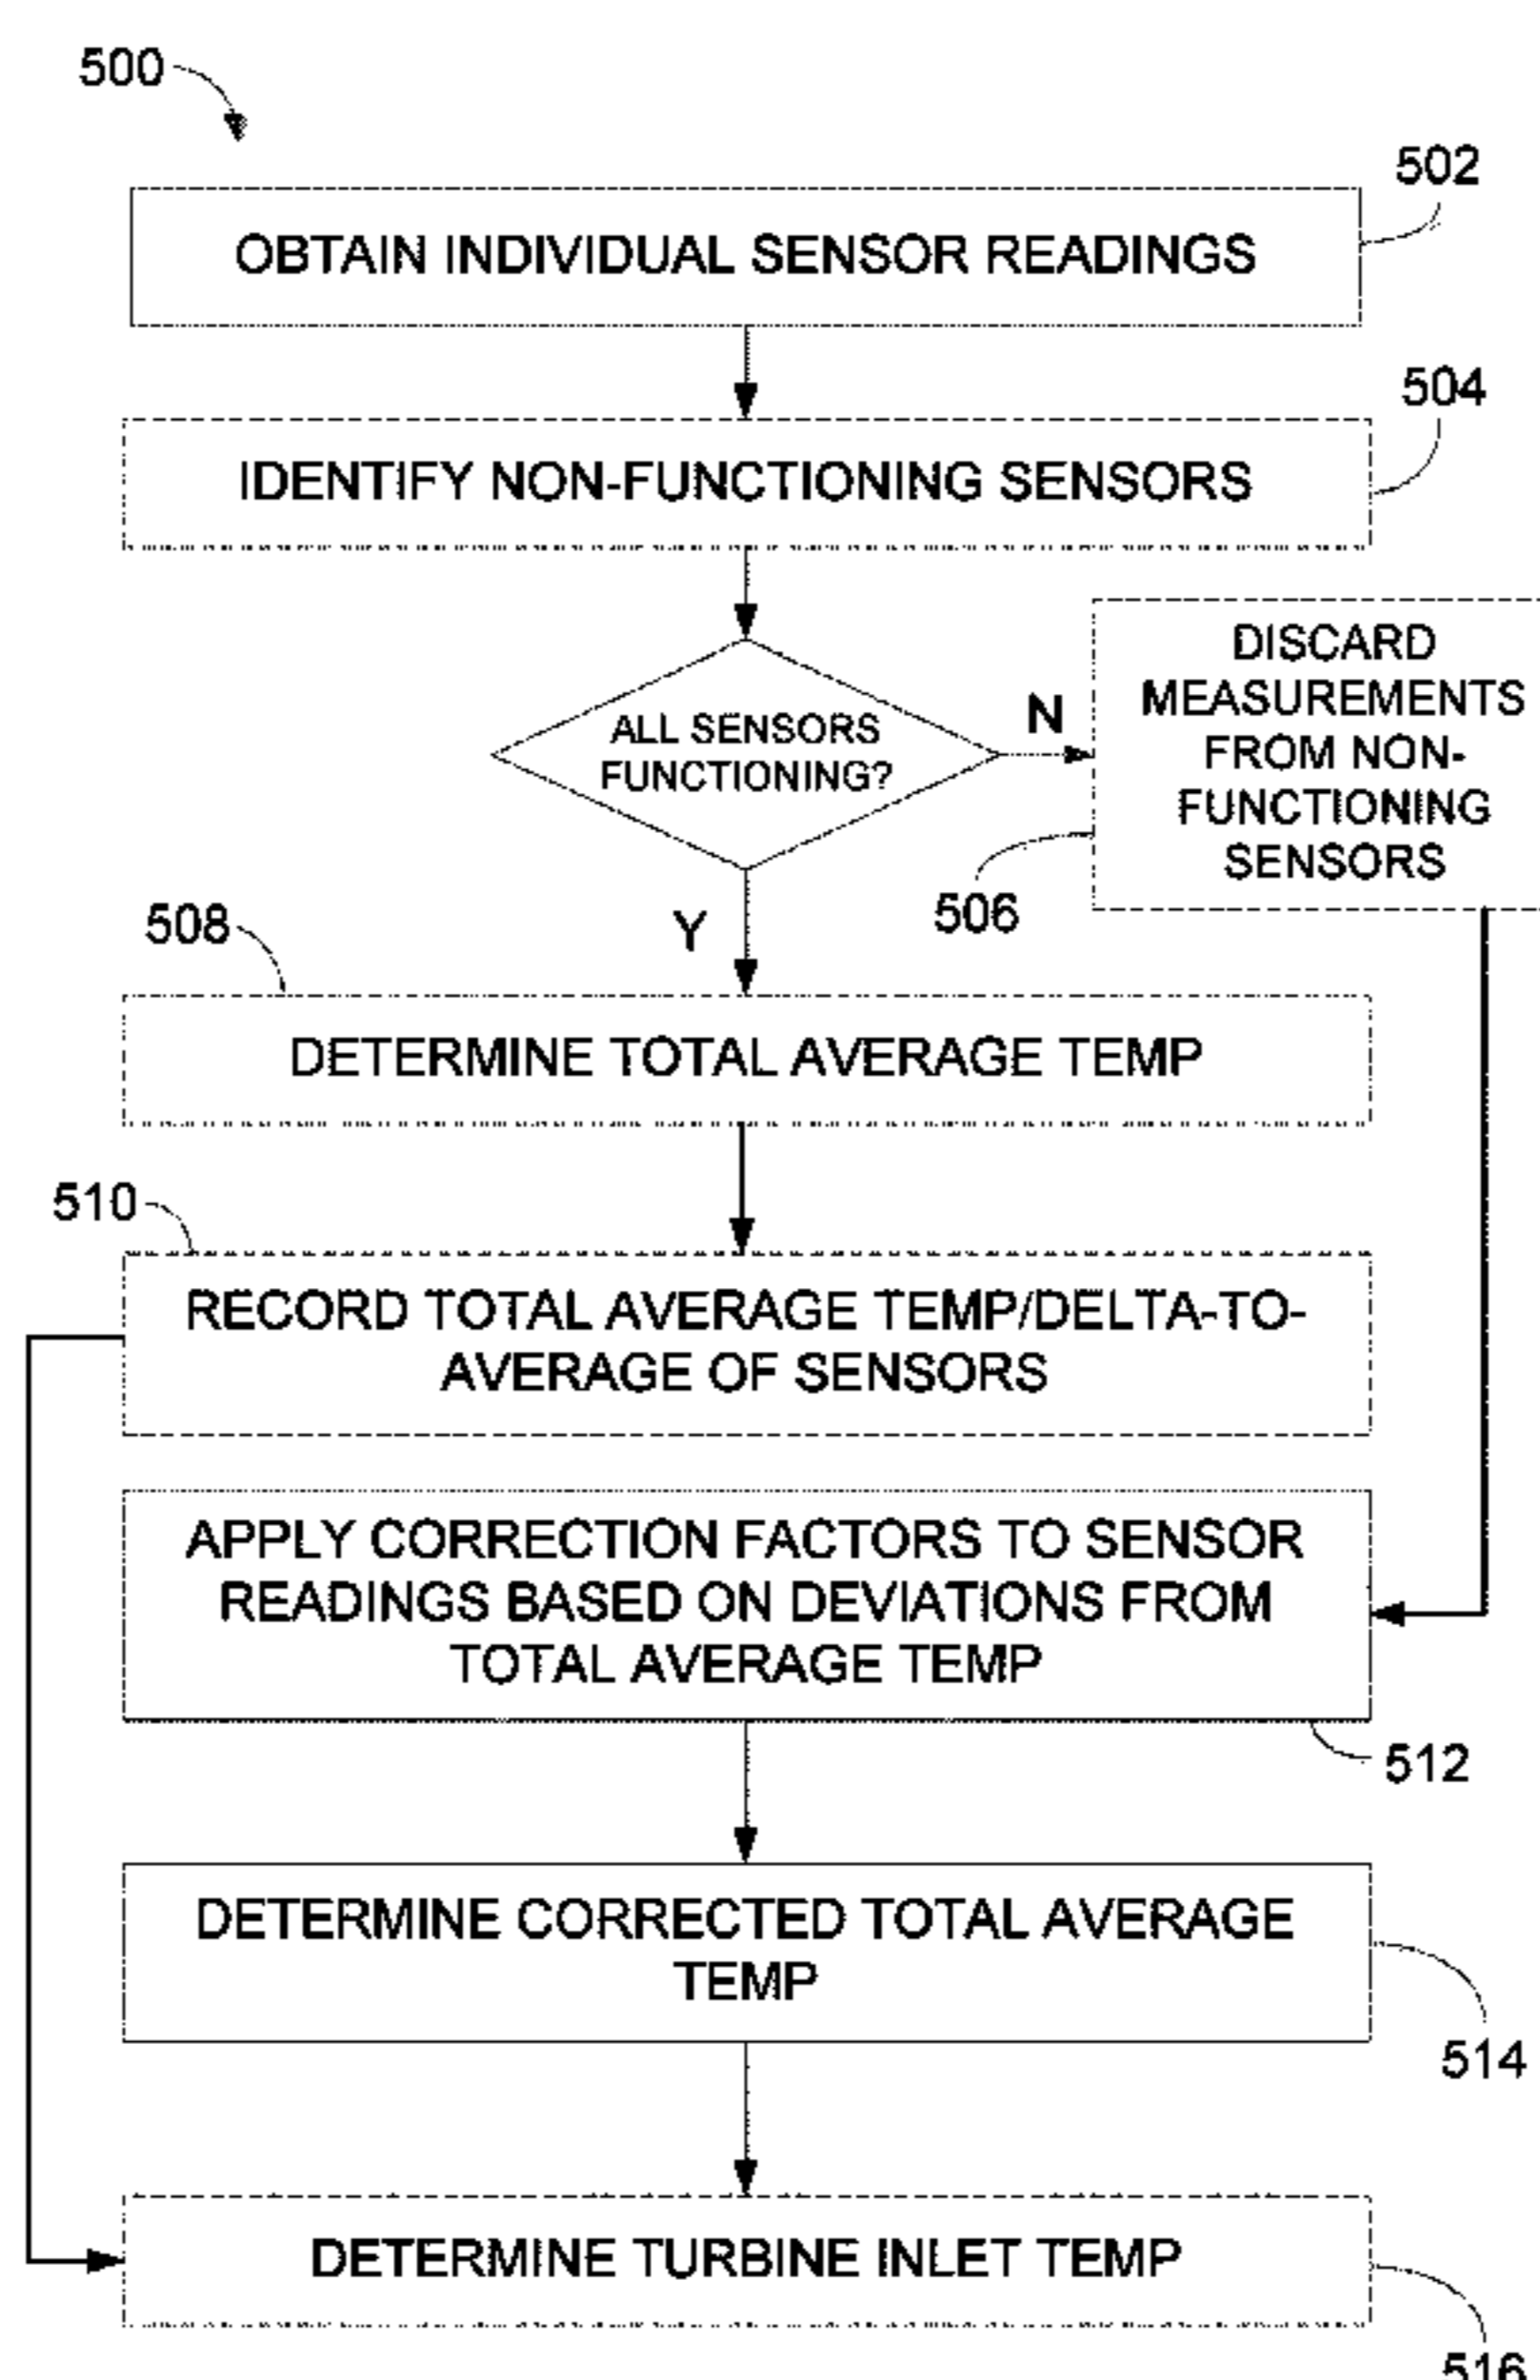 500
502
OBTAIN INDIVIDUAL SENSOR READINGS
504
IDENTIFY NON-FUNCTIONING SENSORS
ALL SENSORS
FUNCTIONING?
N
DISCARD
MEASUREMENTS
FROM NON-
FUNCTIONING
SENSORS
506
Y
508
DETERMINE TOTAL AVERAGE TEMP
510
RECORD TOTAL AVERAGE TEMP/DELTA-TO-
AVERAGE OF SENSORS
APPLY CORRECTION FACTORS TO SENSOR
READINGS BASED ON DEVIATIONS FROM
TOTAL AVERAGE TEMP
512
DETERMINE CORRECTED TOTAL AVERAGE
TEMP
514
DETERMINE TURBINE INLET TEMP
516